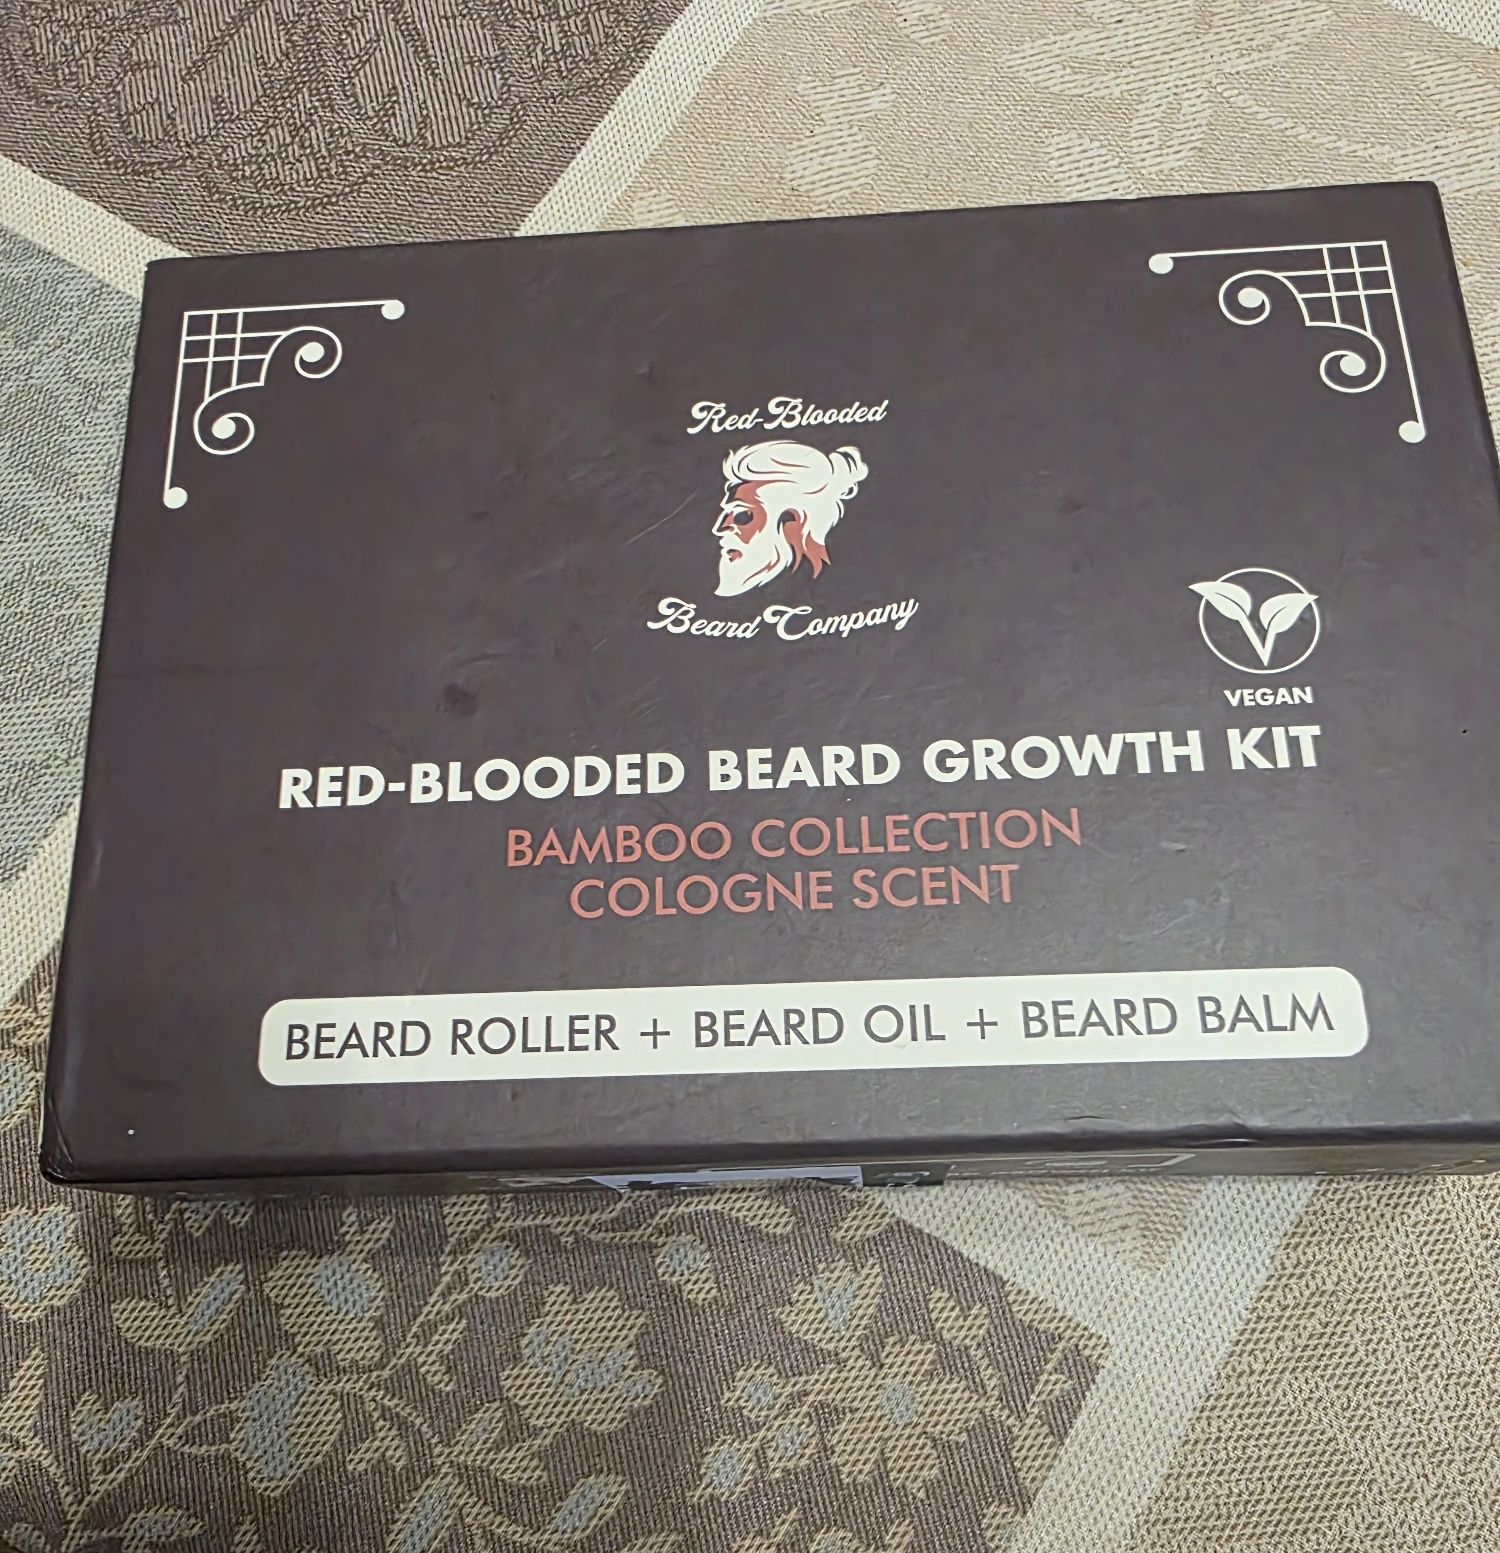 Red-Blooded
Beard Company
VEGAN
RED-BLOODED BEARD GROWTH KIT
BAMBOO COLLECTION
COLOGNE SCENT
BEARD ROLLER + BEARD OIL + BEARD BALM